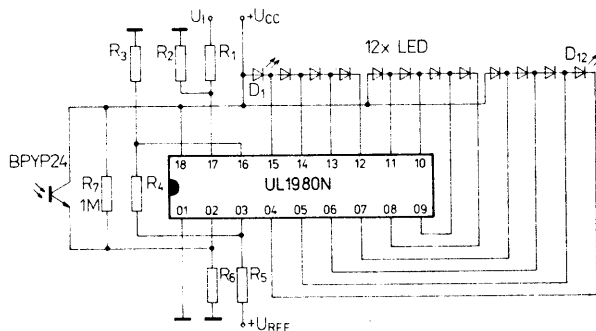 UI +UCC
R3 R2 R1 12x LED D12
D1
BPYP24
18 17 16 15 14 13 12 11 10
R7 1M R4 UL1980N
01 02 03 04 05 06 07 08 09
R6 R5
+UREF